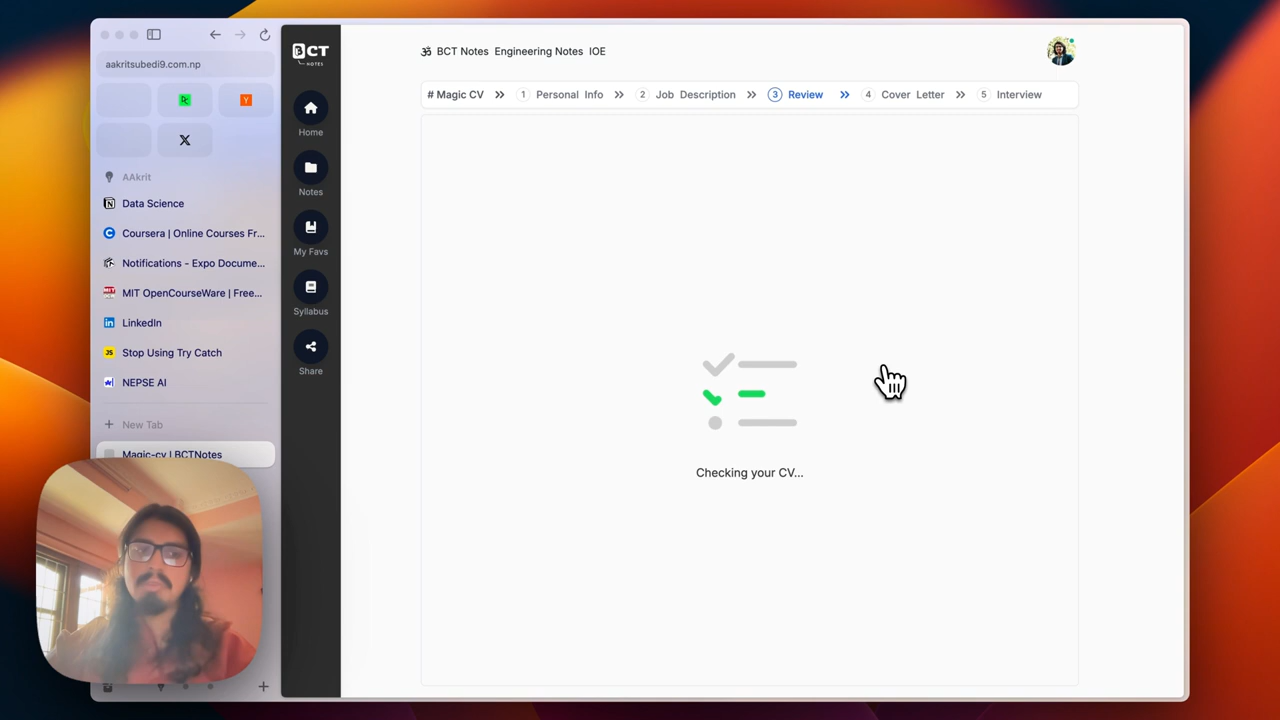 aakritsubedi9.com.np
AAkrit
Data Science
Coursera | Online Courses Fr...
Notifications - Expo Docume...
MIT OpenCourseWare | Free...
LinkedIn
JS Stop Using Try Catch
NEPSE AI
+ New Tab
Magic-cv | BCTNotes
BCT
NOTES
Home
Notes
My Favs
Syllabus
Share
ॐ BCT Notes Engineering Notes IOE
# Magic CV » 1 Personal Info » 2 Job Description » 3 Review » 4 Cover Letter » 5 Interview
Checking your CV...